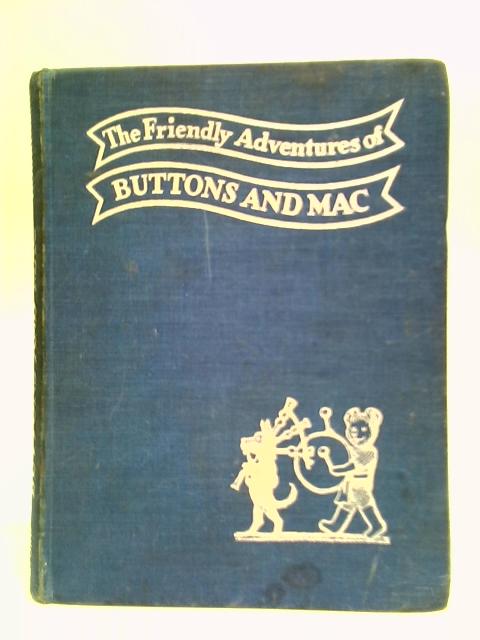 The Friendly Adventures of
BUTTONS AND MAC